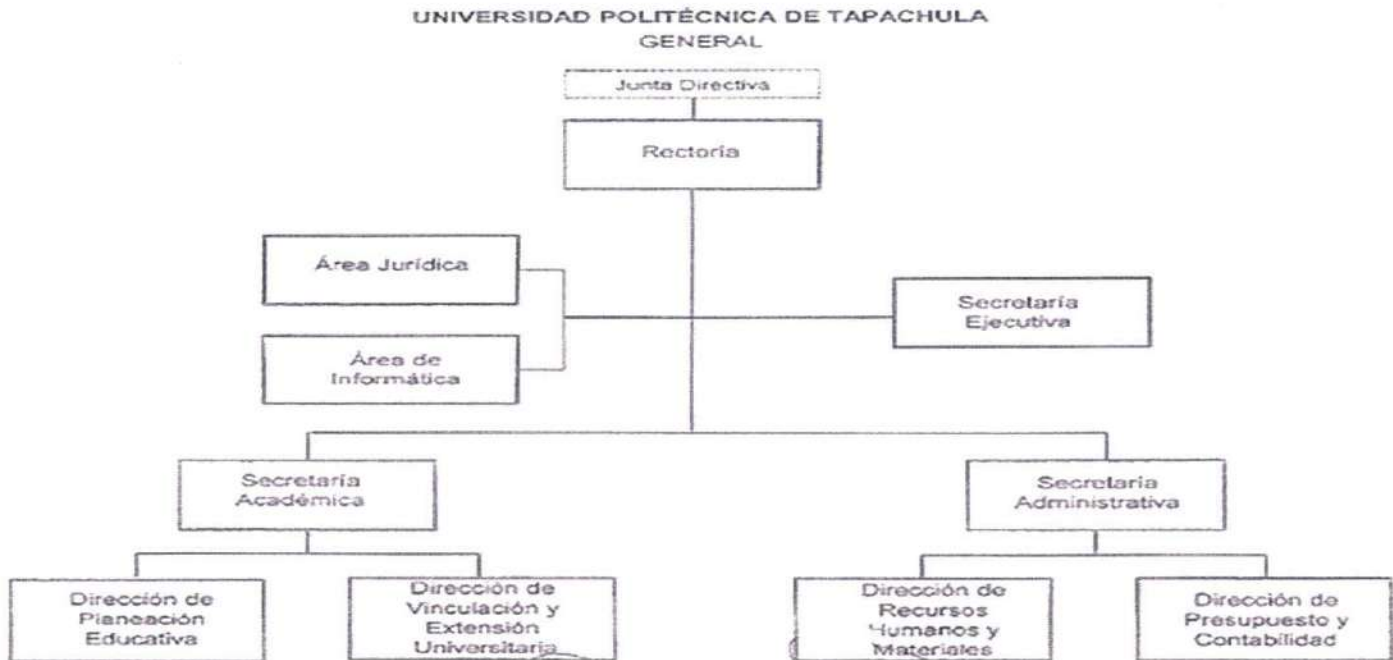 UNIVERSIDAD POLITÉCNICA DE TAPACHULA
GENERAL
Junta Directiva
Rectoría
Área Jurídica
Secretaría
Ejecutiva
Área de
Informática
Secretaría
Académica
Secretaría
Administrativa
Dirección de
Planeación
Educativa
Dirección de
Vinculación y
Extensión
Universitaria
Dirección de
Recursos
Humanos y
Materiales
Dirección de
Presupuesto y
Contabilidad